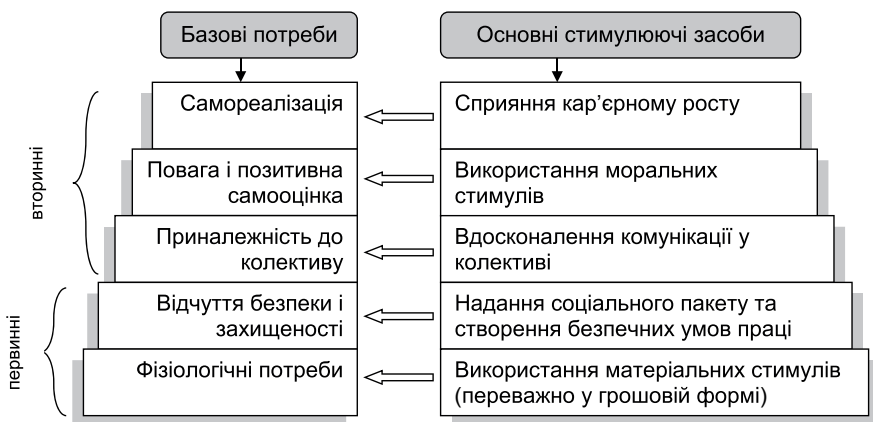 Базові потреби
Основні стимулюючі засоби
вторинні
Самореалізація
Сприяння кар’єрному росту
Повага і позитивна
самооцінка
Використання моральних
стимулів
Приналежність до
колективу
Вдосконалення комунікації у
колективі
первинні
Відчуття безпеки і
захищеності
Надання соціального пакету та
створення безпечних умов праці
Фізіологічні потреби
Використання матеріальних стимулів
(переважно у грошовій формі)